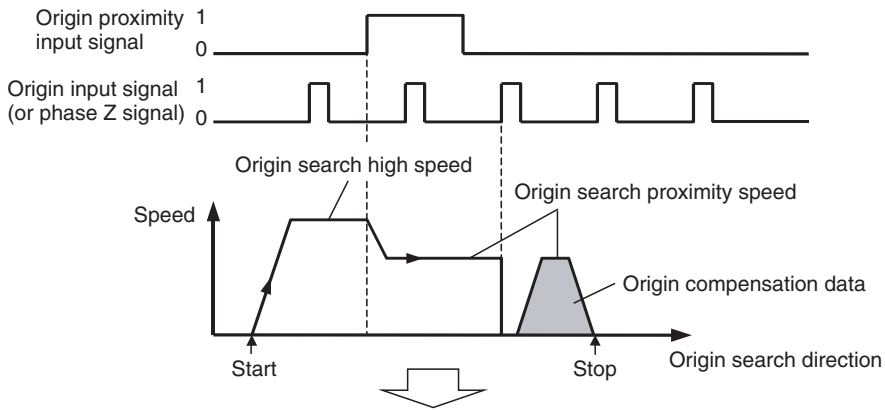 Origin proximity
input signal
1
0
Origin input signal
(or phase Z signal)
1
0
Origin search high speed
Origin search proximity speed
Speed
Origin compensation data
Start
Stop
Origin search direction